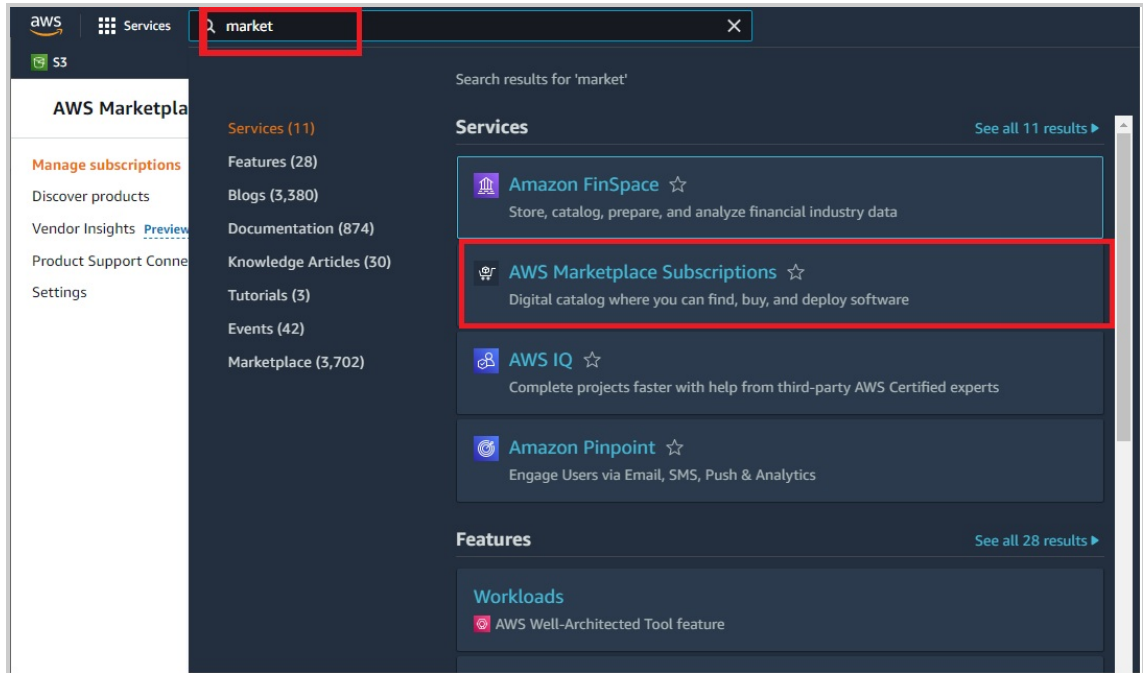 aws
Services
market
S3
Search results for 'market'
AWS Marketpla
Manage subscriptions
Discover products
Vendor Insights Preview
Product Support Conne
Settings
Services (11)
Features (28)
Blogs (3,380)
Documentation (874)
Knowledge Articles (30)
Tutorials (3)
Events (42)
Marketplace (3,702)
Services
See all 11 results
Amazon FinSpace
Store, catalog, prepare, and analyze financial industry data
AWS Marketplace Subscriptions
Digital catalog where you can find, buy, and deploy software
AWS IQ
Complete projects faster with help from third-party AWS Certified experts
Amazon Pinpoint
Engage Users via Email, SMS, Push & Analytics
Features
See all 28 results
Workloads
AWS Well-Architected Tool feature